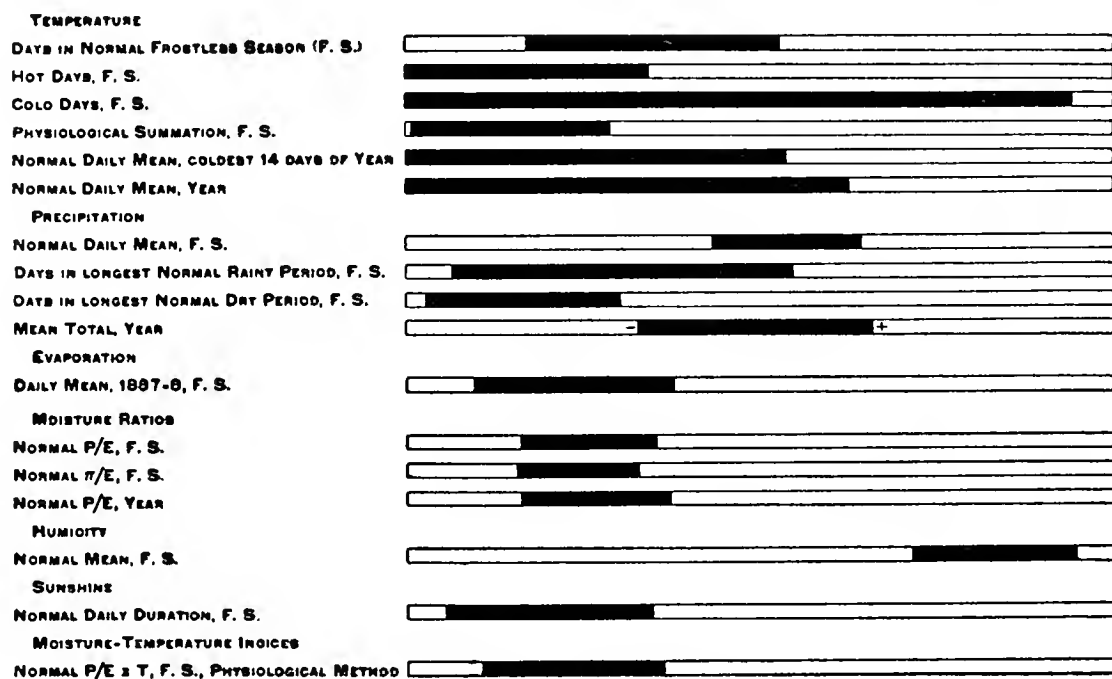 TEMPERATURE
DAYS IN NORMAL FROSTLESS SEASON (F. S.)
HOT DAYS, F. S.
COLD DAYS, F. S.
PHYSIOLOGICAL SUMMATION, F. S.
NORMAL DAILY MEAN, COLDEST 14 DAYS OF YEAR
NORMAL DAILY MEAN, YEAR
PRECIPITATION
NORMAL DAILY MEAN, F. S.
DAYS IN LONGEST NORMAL RAINY PERIOD, F. S.
DAYS IN LONGEST NORMAL DRY PERIOD, F. S.
MEAN TOTAL, YEAR - +
EVAPORATION
DAILY MEAN, 1887-8, F. S.
MOISTURE RATIOS
NORMAL P/E, F. S.
NORMAL π/E, F. S.
NORMAL P/E, YEAR
HUMIDITY
NORMAL MEAN, F. S.
SUNSHINE
NORMAL DAILY DURATION, F. S.
MOISTURE-TEMPERATURE INDICES
NORMAL P/E x T, F. S., PHYSIOLOGICAL METHOD